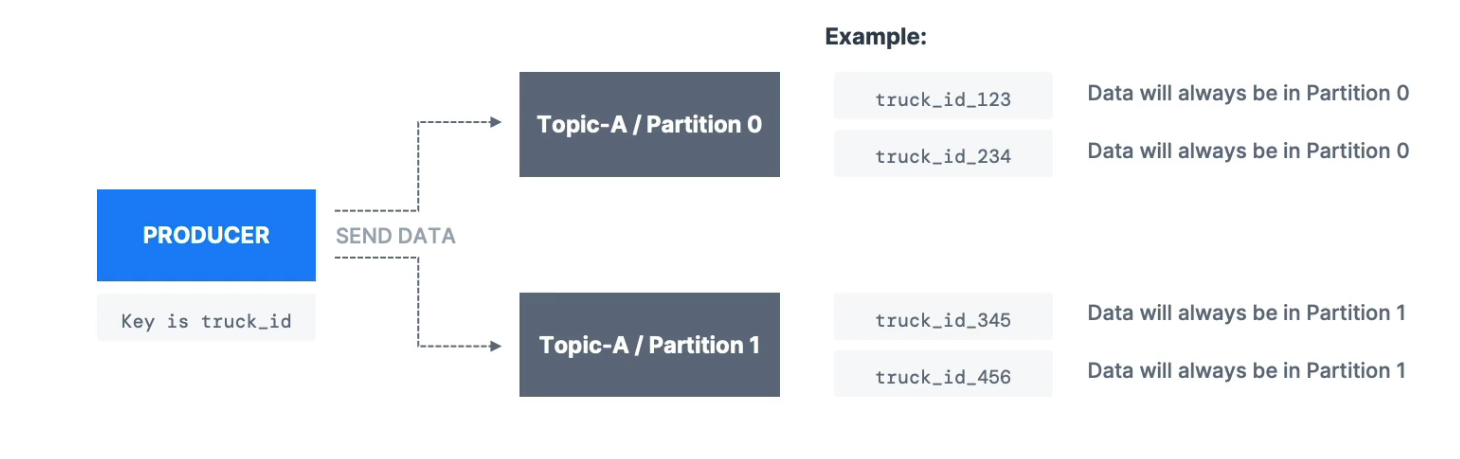 Example:
PRODUCER
Key is truck_id
SEND DATA
Topic-A / Partition 0
truck_id_123
Data will always be in Partition 0
truck_id_234
Data will always be in Partition 0
Topic-A / Partition 1
truck_id_345
Data will always be in Partition 1
truck_id_456
Data will always be in Partition 1